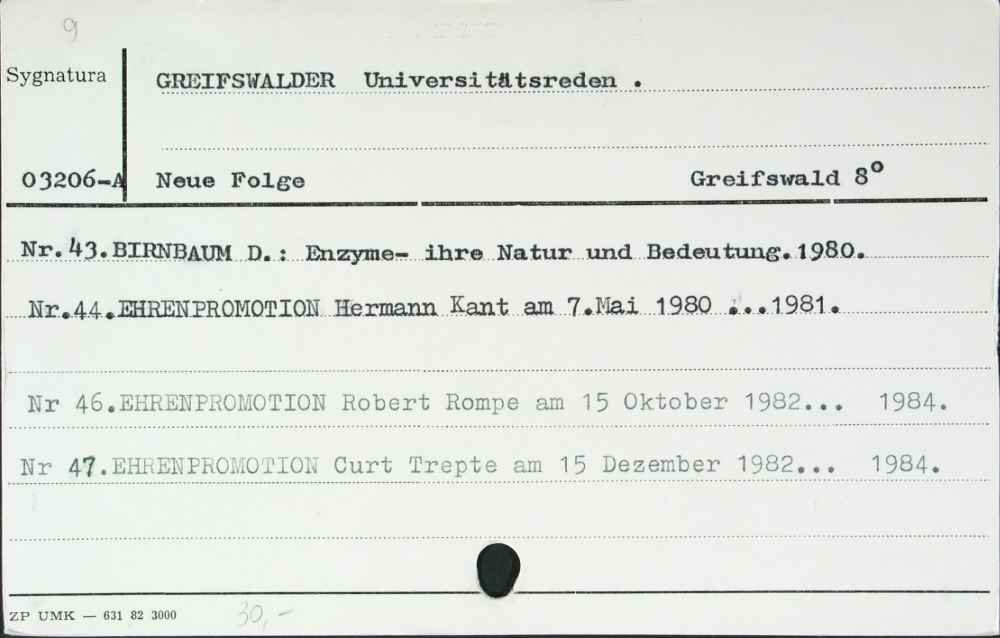 9
Sygnatura
GREIFSWALDER Universitätsreden .
03206-A Neue Folge Greifswald 8°
Nr.43.BIRNBAUM D.: Enzyme- ihre Natur und Bedeutung.1980.
Nr.44.EHRENPROMOTION Hermann Kant am 7.Mai 1980 ...1981.
Nr 46.EHRENPROMOTION Robert Rompe am 15 Oktober 1982... 1984.
Nr 47.EHRENPROMOTION Curt Trepte am 15 Dezember 1982... 1984.
ZP UMK — 631 82 3000 30,-